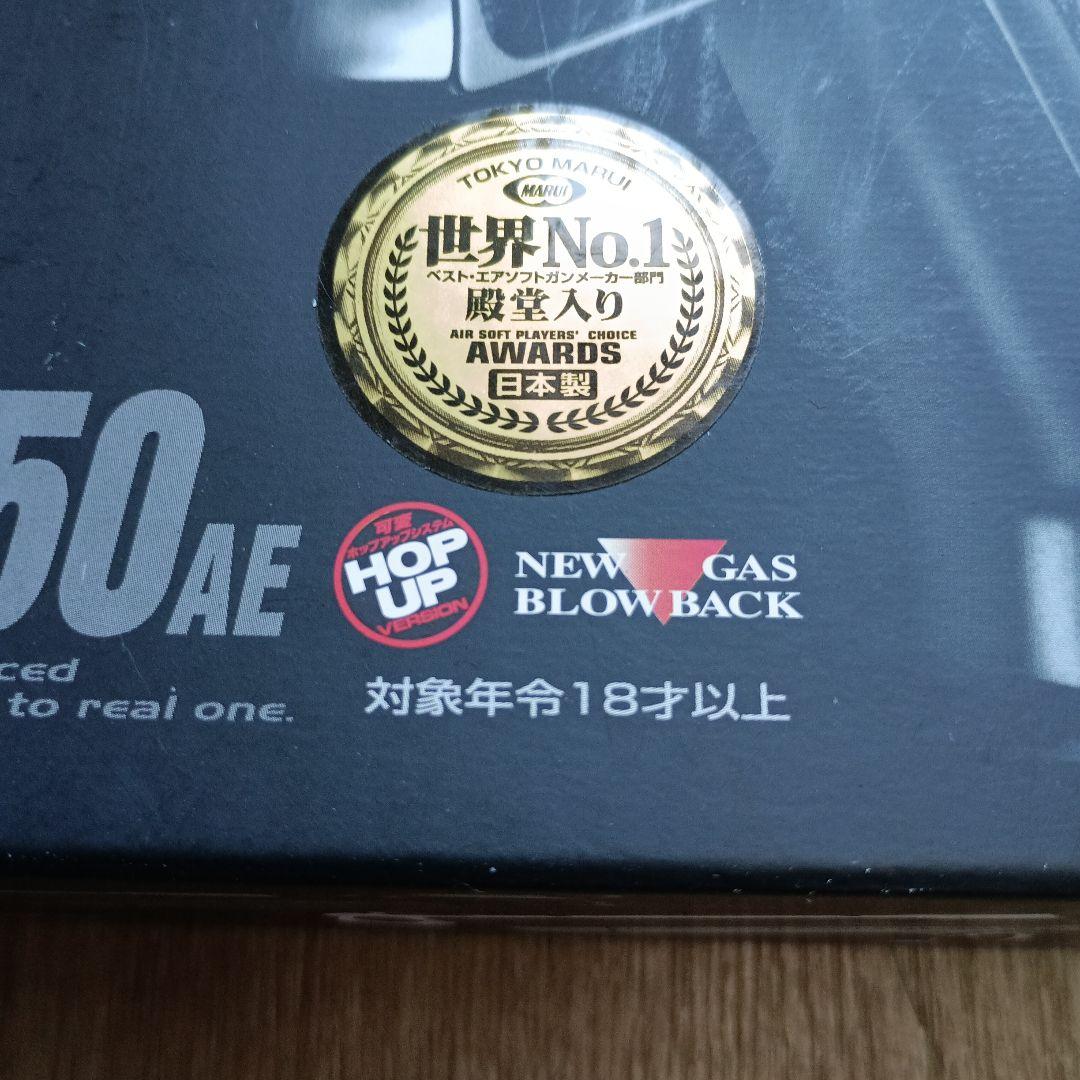 TOKYO MARUI
MARUI
世界No.1
ベスト・エアソフトガンメーカー部門
殿堂入り
AIR SOFT PLAYERS' CHOICE
AWARDS
日本製
50AE
可変
ホップアップシステム
HOP
UP
VERSION
NEW GAS
BLOW BACK
ced
to real one.
対象年令18才以上